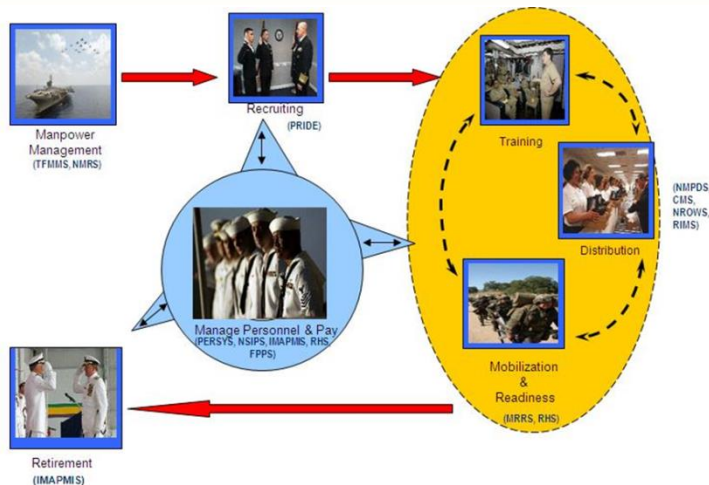 Manpower
Management
(TFMMS, NMRS)
Recruiting
(PRIDE)
Training
(NMPDS
CMS,
NROWS,
RIMS)
Distribution
Manage Personnel & Pay
(PERSYS, NSIPS, IMAPMIS, RHS,
FPPS)
Mobilization
&
Readiness
(MRRS, RHS)
Retirement
(IMAPMIS)